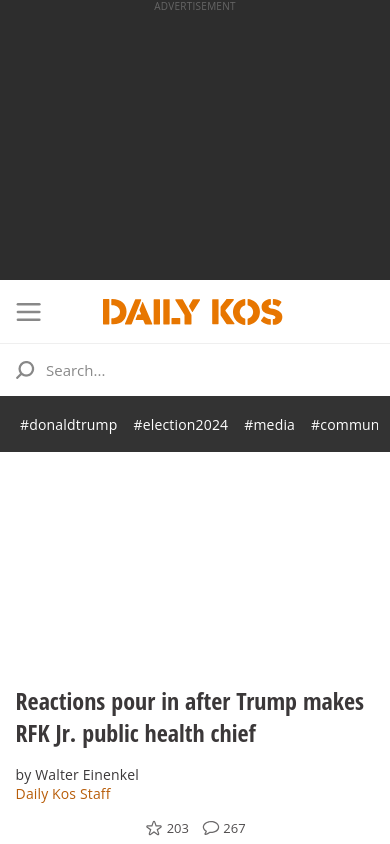 ADVERTISEMENT
DAILY KOS
Search...
#donaldtrump #election2024 #media #commun
Reactions pour in after Trump makes
RFK Jr. public health chief
by Walter Einenkel
Daily Kos Staff
203 267